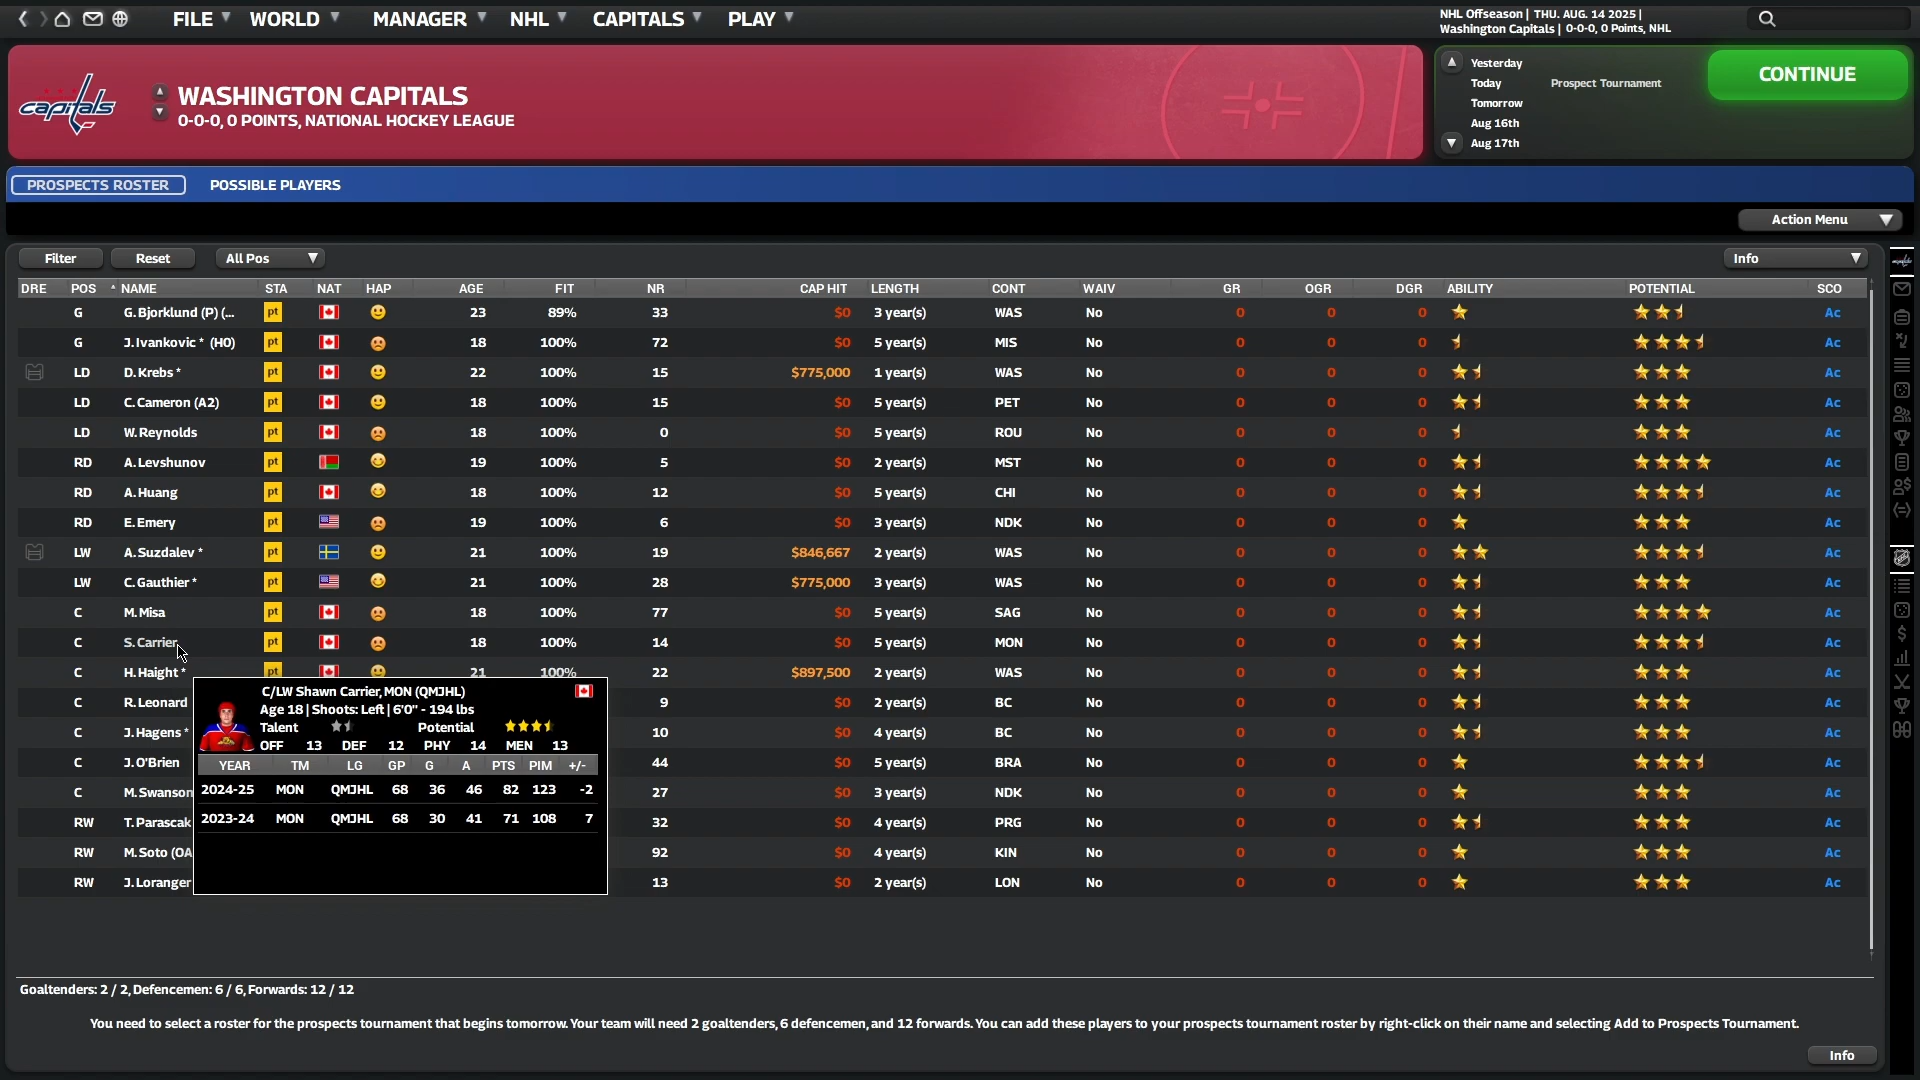 FILE WORLD MANAGER NHL CAPITALS PLAY
NHL Offseason | THU. AUG. 14 2025 |
Washington Capitals | 0-0-0, 0 Points, NHL
capitals
WASHINGTON CAPITALS
0-0-0, 0 POINTS, NATIONAL HOCKEY LEAGUE
Yesterday
Today Prospect Tournament
Tomorrow
Aug 16th
Aug 17th
CONTINUE
PROSPECTS ROSTER POSSIBLE PLAYERS
Action Menu
Filter Reset All Pos Info
DRE POS NAME STA NAT HAP AGE FIT NR CAP HIT LENGTH CONT WAIV GR OGR DGR ABILITY POTENTIAL SCO
G G. Bjorklund (P) (... pt 23 89% 33 $0 3 year(s) WAS No 0 0 0 Ac
G J. Ivankovic * (HO) pt 18 100% 72 $0 5 year(s) MIS No 0 0 0 Ac
LD D. Krebs * pt 22 100% 15 $775,000 1 year(s) WAS No 0 0 0 Ac
LD C. Cameron (A2) pt 18 100% 15 $0 5 year(s) PET No 0 0 0 Ac
LD W. Reynolds pt 18 100% 0 $0 5 year(s) ROU No 0 0 0 Ac
RD A. Levshunov pt 19 100% 5 $0 2 year(s) MST No 0 0 0 Ac
RD A. Huang pt 18 100% 12 $0 5 year(s) CHI No 0 0 0 Ac
RD E. Emery pt 19 100% 6 $0 3 year(s) NDK No 0 0 0 Ac
LW A. Suzdalev * pt 21 100% 19 $846,667 2 year(s) WAS No 0 0 0 Ac
LW C. Gauthier * pt 21 100% 28 $775,000 3 year(s) WAS No 0 0 0 Ac
C M. Misa pt 18 100% 77 $0 5 year(s) SAG No 0 0 0 Ac
C S. Carrier pt 18 100% 14 $0 5 year(s) MON No 0 0 0 Ac
C H. Haight * pt 21 100% 22 $897,500 2 year(s) WAS No 0 0 0 Ac
C R. Leonard 9 $0 2 year(s) BC No 0 0 0 Ac
C J. Hagens * 10 $0 4 year(s) BC No 0 0 0 Ac
C J. O'Brien 44 $0 5 year(s) BRA No 0 0 0 Ac
C M. Swanson 27 $0 3 year(s) NDK No 0 0 0 Ac
RW T. Parascak 32 $0 4 year(s) PRG No 0 0 0 Ac
RW M. Soto (OA 92 $0 4 year(s) KIN No 0 0 0 Ac
RW J. Loranger 13 $0 2 year(s) LON No 0 0 0 Ac
C/LW Shawn Carrier, MON (QMJHL)
Age 18 | Shoots: Left | 6'0" - 194 lbs
Talent Potential
OFF 13 DEF 12 PHY 14 MEN 13
YEAR TM LG GP G A PTS PIM +/-
2024-25 MON QMJHL 68 36 46 82 123 -2
2023-24 MON QMJHL 68 30 41 71 108 7
Goaltenders: 2 / 2, Defencemen: 6 / 6, Forwards: 12 / 12
You need to select a roster for the prospects tournament that begins tomorrow. Your team will need 2 goaltenders, 6 defencemen, and 12 forwards. You can add these players to your prospects tournament roster by right-click on their name and selecting Add to Prospects Tournament.
Info